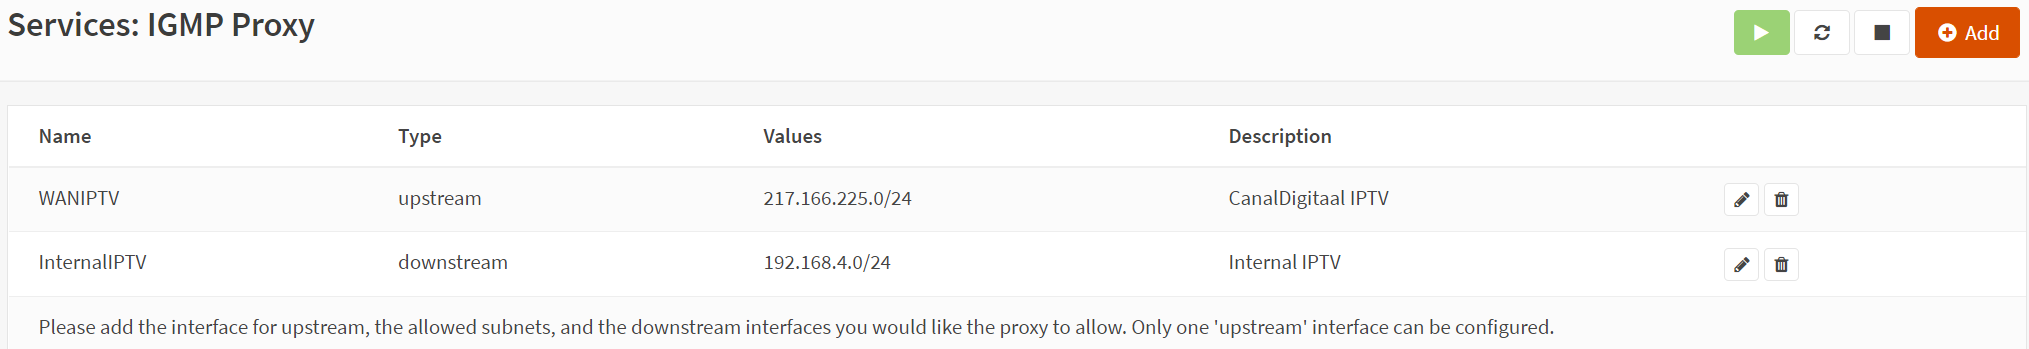 Services: IGMP Proxy
Add
Name Type Values Description
WANIPTV upstream 217.166.225.0/24 CanalDigitaal IPTV
InternalIPTV downstream 192.168.4.0/24 Internal IPTV
Please add the interface for upstream, the allowed subnets, and the downstream interfaces you would like the proxy to allow. Only one 'upstream' interface can be configured.